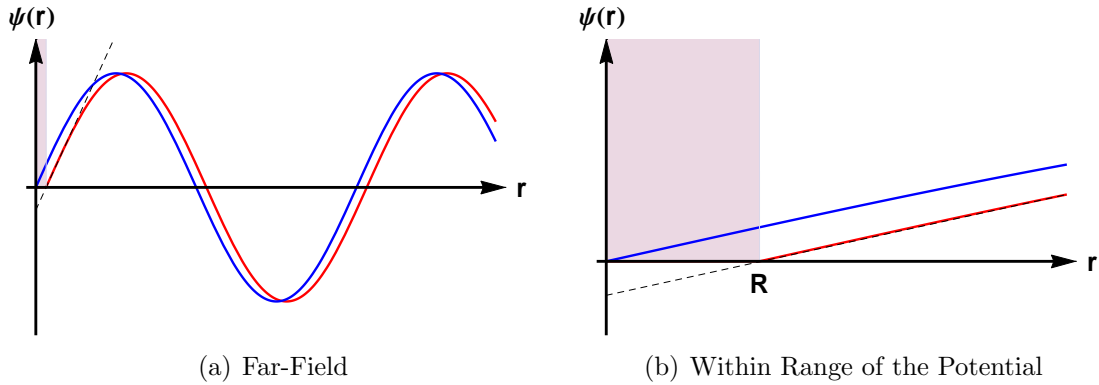 ψ(r)
r
(a) Far-Field
ψ(r)
R
r
(b) Within Range of the Potential